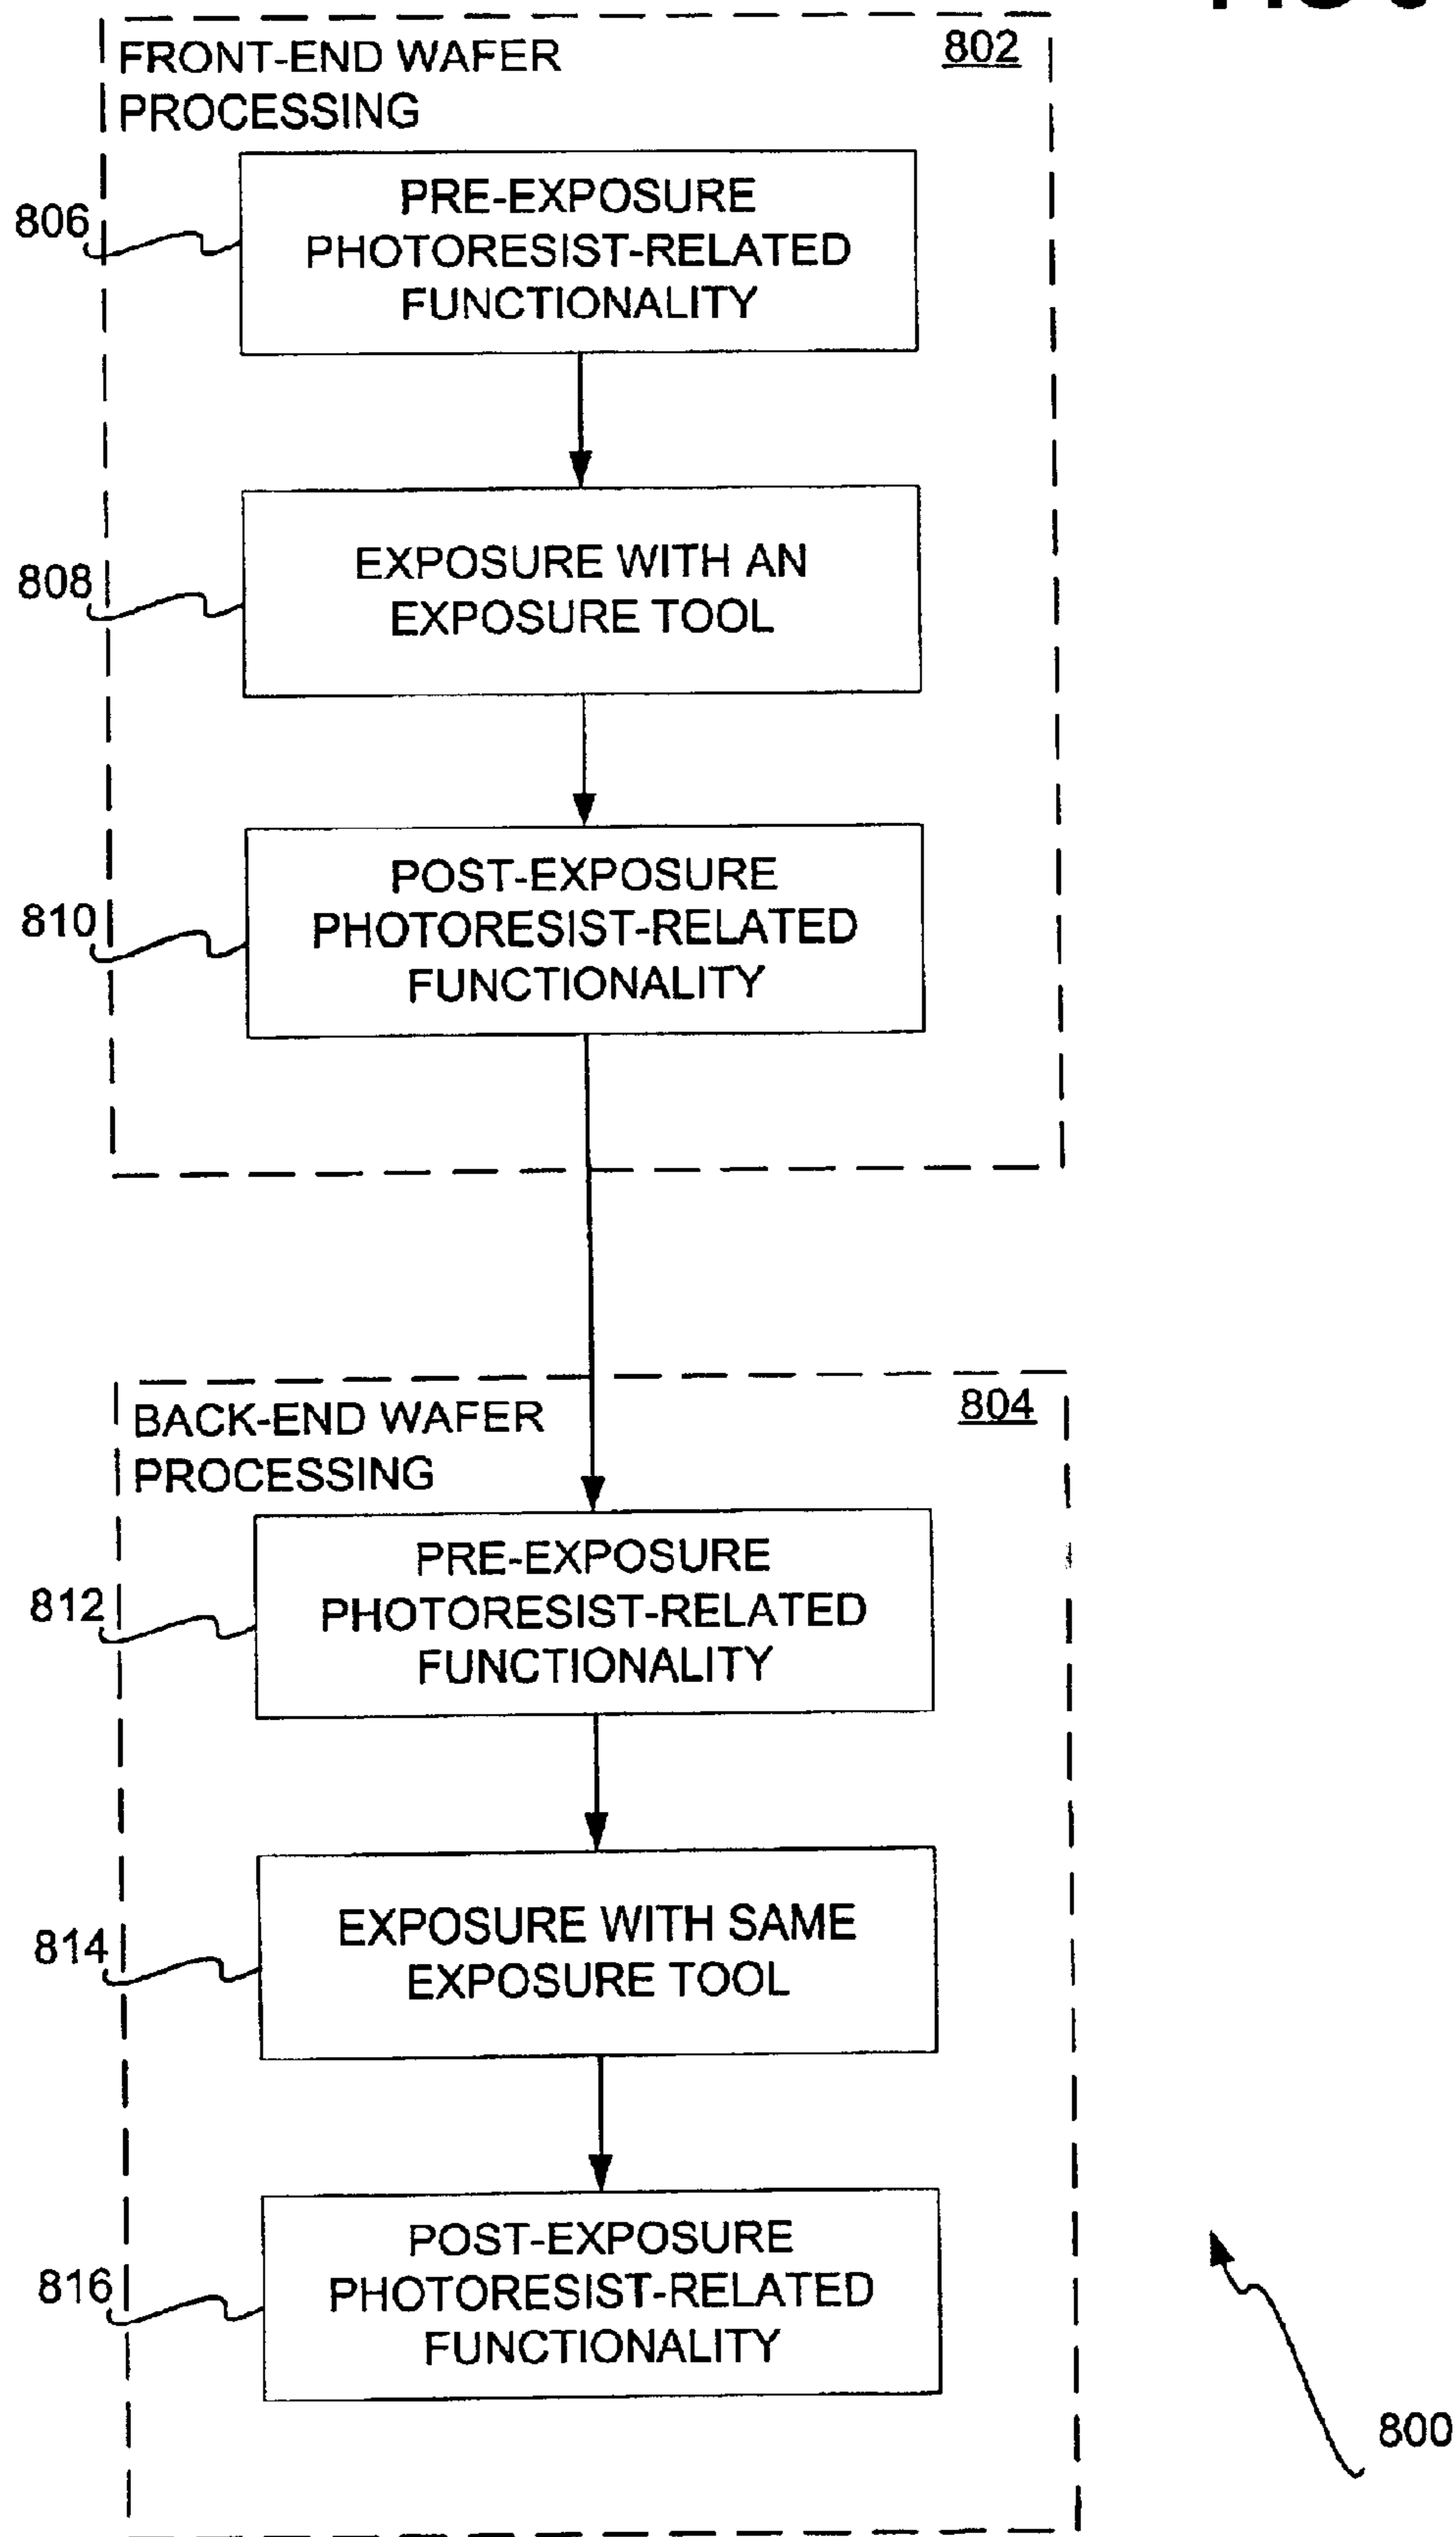 FRONT-END WAFER
PROCESSING
802
806
PRE-EXPOSURE
PHOTORESIST-RELATED
FUNCTIONALITY
808
EXPOSURE WITH AN
EXPOSURE TOOL
810
POST-EXPOSURE
PHOTORESIST-RELATED
FUNCTIONALITY
BACK-END WAFER
PROCESSING
804
812
PRE-EXPOSURE
PHOTORESIST-RELATED
FUNCTIONALITY
814
EXPOSURE WITH SAME
EXPOSURE TOOL
816
POST-EXPOSURE
PHOTORESIST-RELATED
FUNCTIONALITY
800